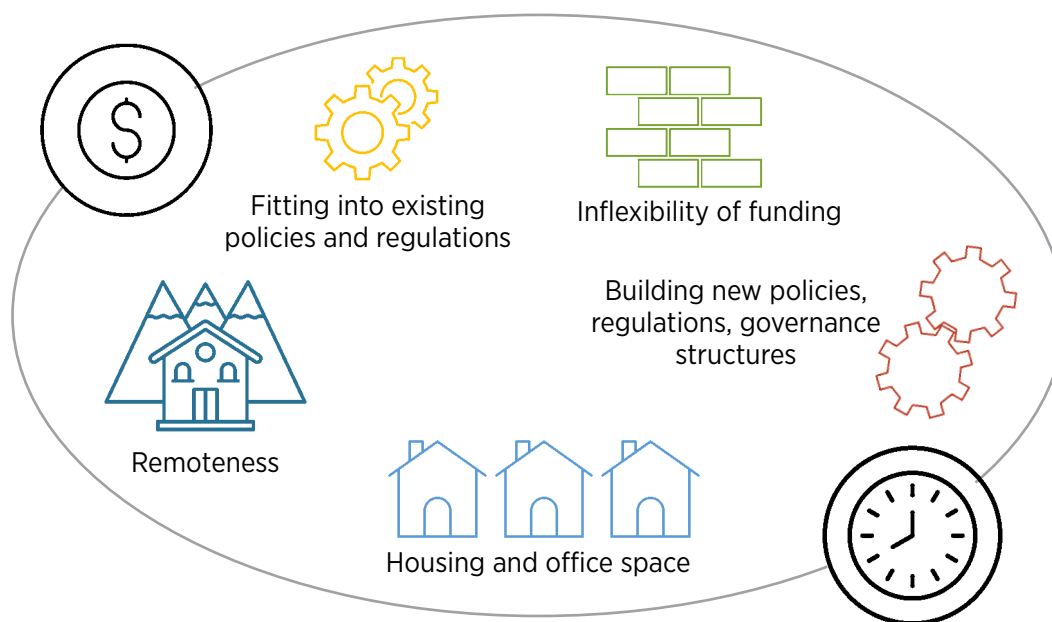 $
Fitting into existing
policies and regulations
Inflexibility of funding
Building new policies,
regulations, governance
structures
Remoteness
Housing and office space